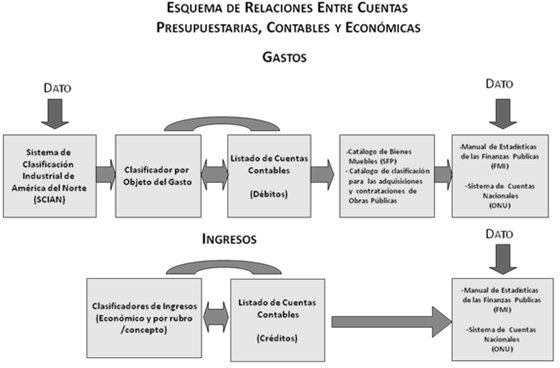 ESQUEMA DE RELACIONES ENTRE CUENTAS
PRESUPUESTARIAS, CONTABLES Y ECONÓMICAS
GASTOS
DATO
DATO
Sistema de
Clasificación
Industrial de
América del Norte
(SCIAN)
Clasificador por
Objeto del Gasto
Listado de Cuentas
Contables
(Débitos)
-Catálogo de Bienes
Muebles (SFP)
- Catálogo de clasificación
para las adquisiciones
y contrataciones de
Obras Públicas
-Manual de Estadísticas
de las Finanzas Publicas
(FMI)
-Sistema de Cuentas
Nacionales
(ONU)
INGRESOS
DATO
Clasificadores de Ingresos
(Económico y por rubro
/concepto)
Listado de Cuentas
Contables
(Créditos)
-Manual de Estadísticas
de las Finanzas Publicas
(FMI)
-Sistema de Cuentas
Nacionales
(ONU)